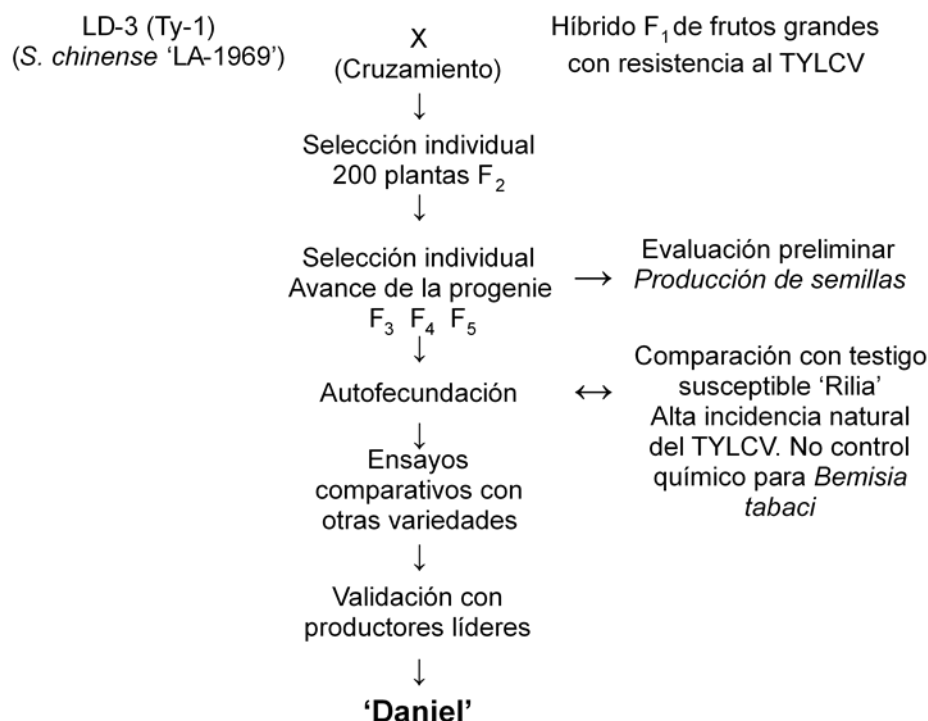 LD-3 (Ty-1)
(S. chinense ‘LA-1969’)
X
(Cruzamiento)
Híbrido F₁ de frutos grandes
con resistencia al TYLCV
↓
Selección individual
200 plantas F₂
↓
Selección individual
Avance de la progenie
F₃ F₄ F₅
→
Evaluación preliminar
Producción de semillas
↓
Autofecundación
↔
Comparación con testigo
susceptible ‘Rilia’
Alta incidencia natural
del TYLCV. No control
químico para Bemisia
tabaci
↓
Ensayos
comparativos con
otras variedades
↓
Validación con
productores líderes
↓
‘Daniel’